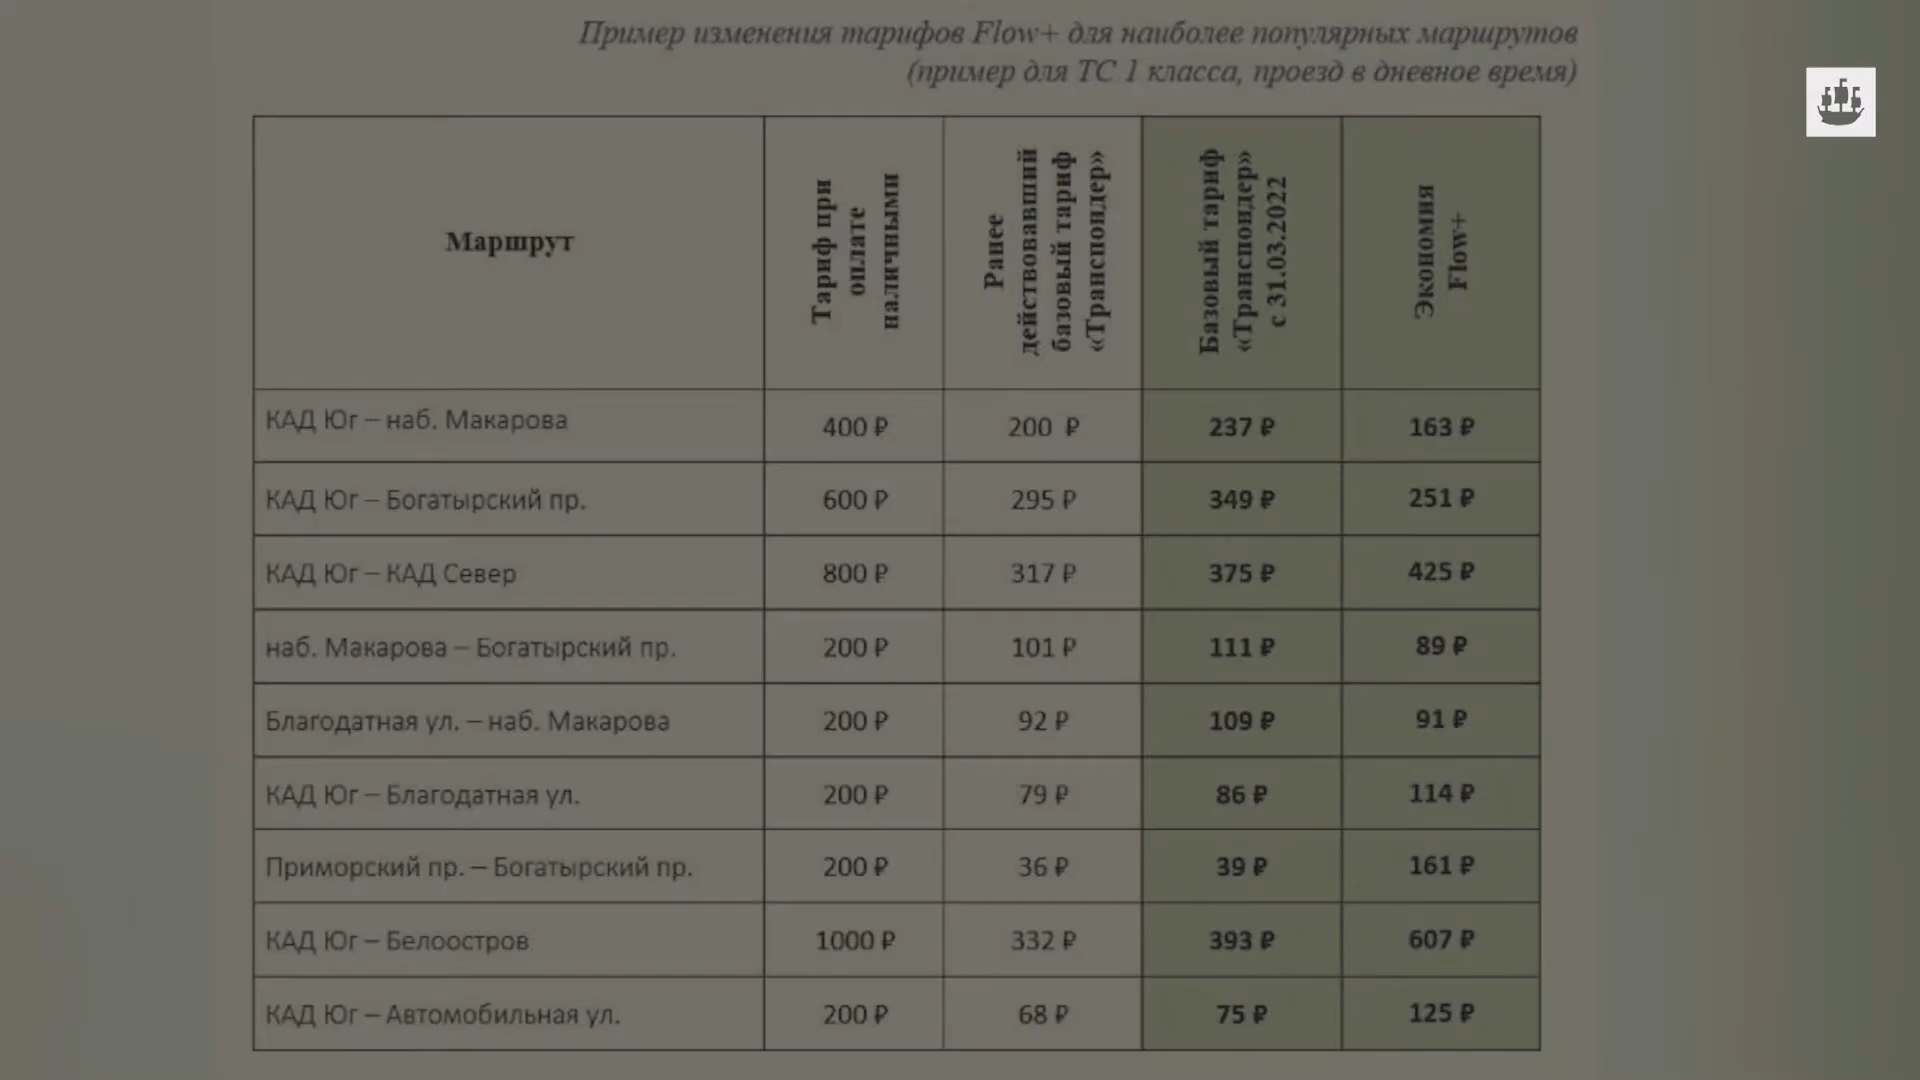 Пример изменения тарифов Flow+ для наиболее популярных маршрутов
(пример для ТС 1 класса, проезд в дневное время)
Маршрут
Тариф при
оплате
наличными
Ранее
действовавший
базовый тариф
«Транспондер»
Базовый тариф
«Транспондер»
с 31.03.2022
Экономия
Flow+
КАД Юг – наб. Макарова 400 ₽ 200 ₽ 237 ₽ 163 ₽
КАД Юг – Богатырский пр. 600 ₽ 295 ₽ 349 ₽ 251 ₽
КАД Юг – КАД Север 800 ₽ 317 ₽ 375 ₽ 425 ₽
наб. Макарова – Богатырский пр. 200 ₽ 101 ₽ 111 ₽ 89 ₽
Благодатная ул. – наб. Макарова 200 ₽ 92 ₽ 109 ₽ 91 ₽
КАД Юг – Благодатная ул. 200 ₽ 79 ₽ 86 ₽ 114 ₽
Приморский пр. – Богатырский пр. 200 ₽ 36 ₽ 39 ₽ 161 ₽
КАД Юг – Белоостров 1000 ₽ 332 ₽ 393 ₽ 607 ₽
КАД Юг – Автомобильная ул. 200 ₽ 68 ₽ 75 ₽ 125 ₽